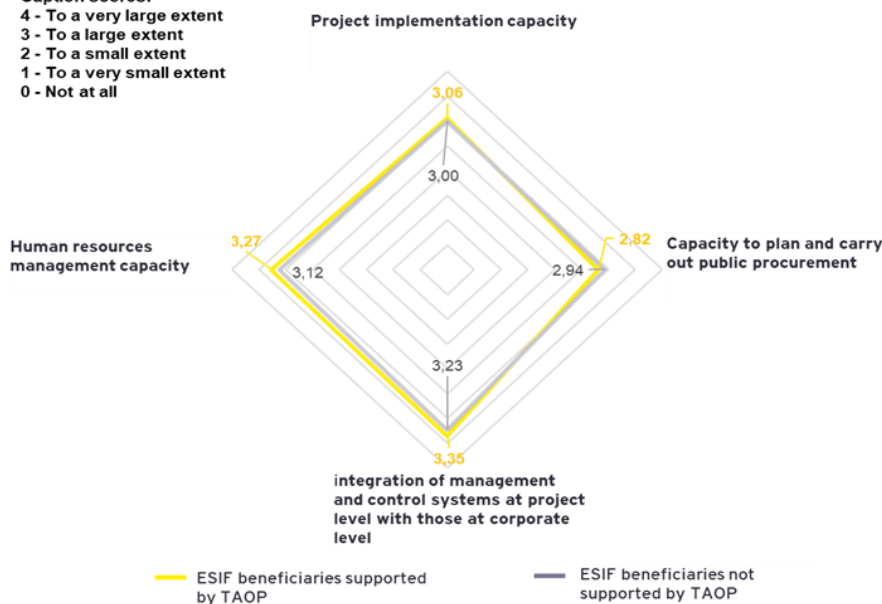 4 - To a very large extent
3 - To a large extent
2 - To a small extent
1 - To a very small extent
0 - Not at all
Project implementation capacity
3,06
3,00
Human resources
management capacity
3,27
3,12
2,82
2,94
Capacity to plan and carry
out public procurement
3,23
3,35
integration of management
and control systems at project
level with those at corporate
level
ESIF beneficiaries supported
by TAOP
ESIF beneficiaries not
supported by TAOP